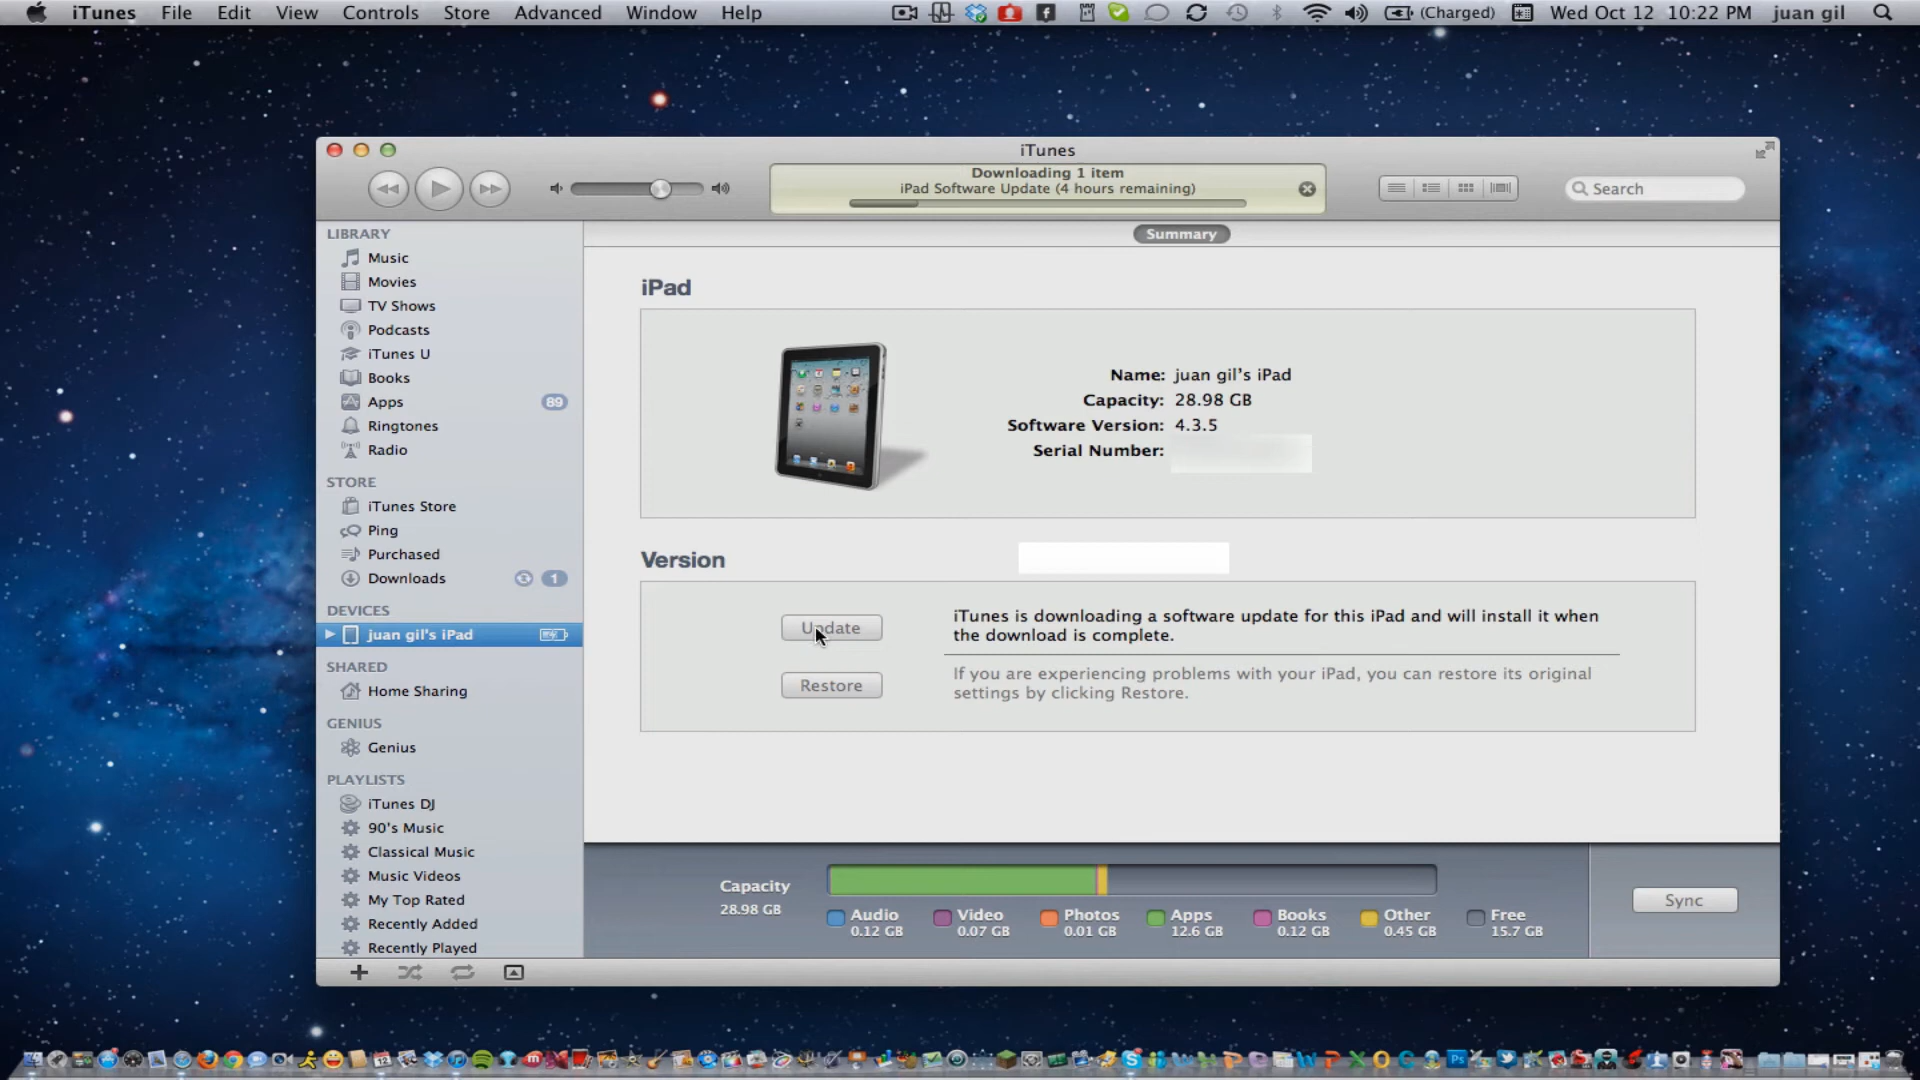 iTunes File Edit View Controls Store Advanced Window Help (Charged) Wed Oct 12 10:22 PM juan gil
iTunes
Downloading 1 item
iPad Software Update (4 hours remaining)
Search
Summary
LIBRARY
Music
Movies
TV Shows
Podcasts
iTunes U
Books
Apps 89
Ringtones
Radio
STORE
iTunes Store
Ping
Purchased
Downloads 1
DEVICES
juan gil's iPad
SHARED
Home Sharing
GENIUS
Genius
PLAYLISTS
iTunes DJ
90's Music
Classical Music
Music Videos
My Top Rated
Recently Added
Recently Played
iPad
Name: juan gil's iPad
Capacity: 28.98 GB
Software Version: 4.3.5
Serial Number:
Version
Update
iTunes is downloading a software update for this iPad and will install it when
the download is complete.
Restore
If you are experiencing problems with your iPad, you can restore its original
settings by clicking Restore.
Capacity
28.98 GB
Audio
0.12 GB
Video
0.07 GB
Photos
0.01 GB
Apps
12.6 GB
Books
0.12 GB
Other
0.45 GB
Free
15.7 GB
Sync